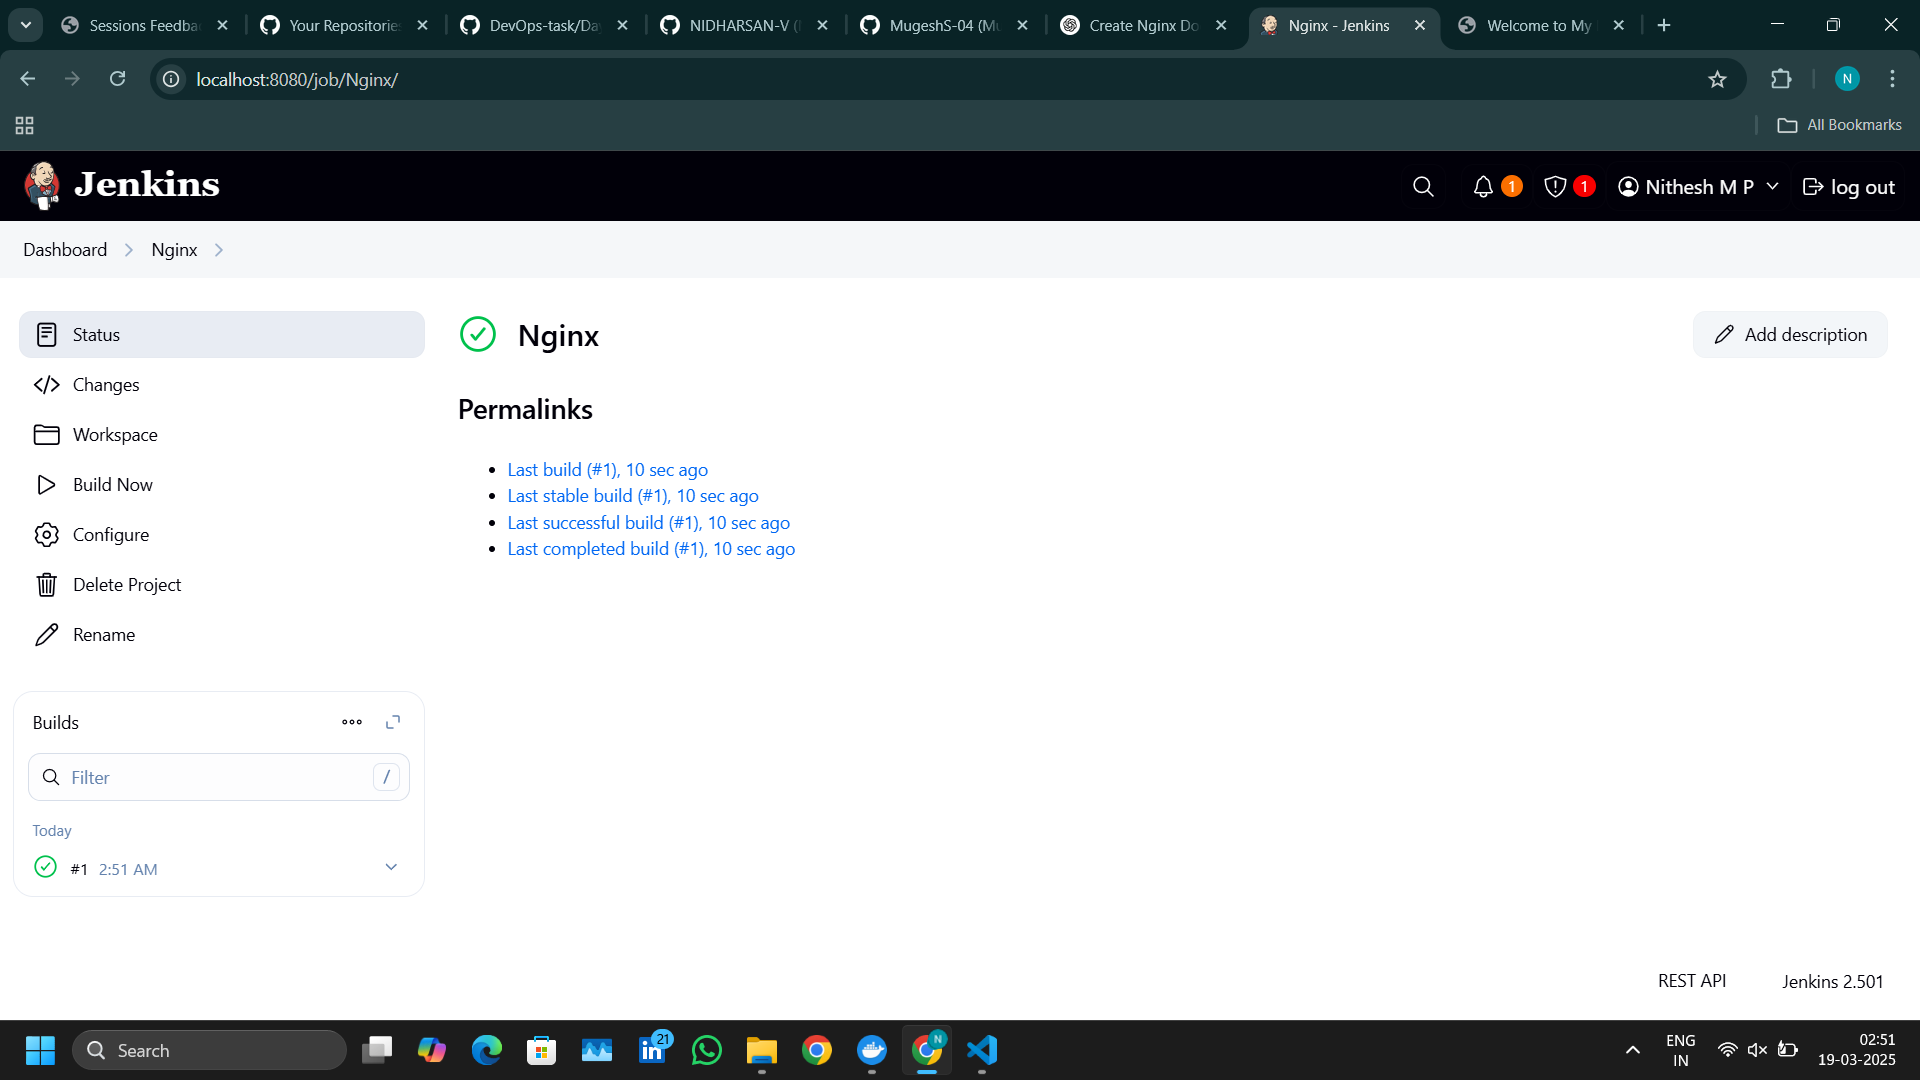 Sessions Feedba
Your Repositories
DevOps-task/Day
NIDHARSAN-V (
MugeshS-04 (Mu
Create Nginx Do
Nginx - Jenkins
Welcome to My
localhost:8080/job/Nginx/
N
All Bookmarks
Jenkins
1
1
Nithesh M P
log out
Dashboard
Nginx
Status
Changes
Workspace
Build Now
Configure
Delete Project
Rename
Nginx
Add description
Permalinks
Last build (#1), 10 sec ago
Last stable build (#1), 10 sec ago
Last successful build (#1), 10 sec ago
Last completed build (#1), 10 sec ago
Builds
Filter
/
Today
#1 2:51 AM
REST API
Jenkins 2.501
Search
21
N
ENG
IN
02:51
19-03-2025